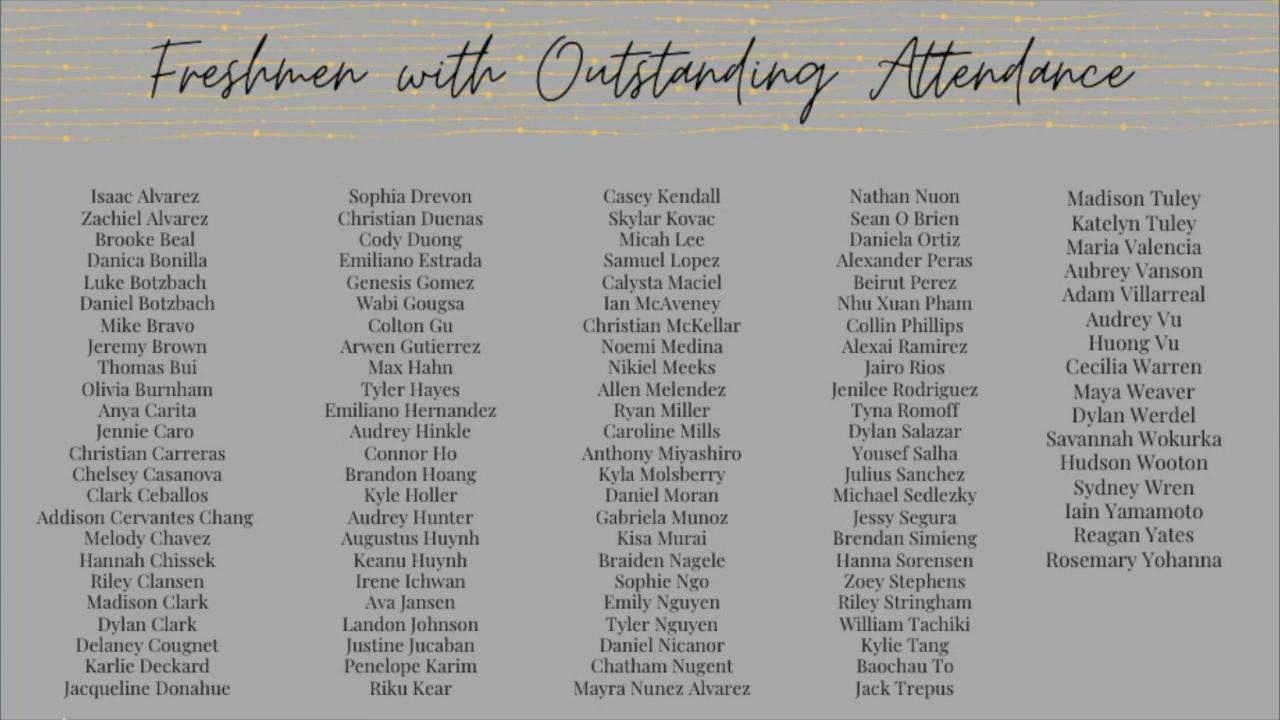 Freshmen with Outstanding Attendance
Isaac Alvarez
Zachiel Alvarez
Brooke Beal
Danica Bonilla
Luke Botzbach
Daniel Botzbach
Mike Bravo
Jeremy Brown
Thomas Bui
Olivia Burnham
Anya Carita
Jennie Caro
Christian Carreras
Chelsey Casanova
Clark Ceballos
Addison Cervantes Chang
Melody Chavez
Hannah Chissek
Riley Clansen
Madison Clark
Dylan Clark
Delaney Cougnet
Karlie Deckard
Jacqueline Donahue
Sophia Drevon
Christian Duenas
Cody Duong
Emiliano Estrada
Genesis Gomez
Wabi Gougsa
Colton Gu
Arwen Gutierrez
Max Hahn
Tyler Hayes
Emiliano Hernandez
Audrey Hinkle
Connor Ho
Brandon Hoang
Kyle Holler
Audrey Hunter
Augustus Huynh
Keanu Huynh
Irene Ichwan
Ava Jansen
Landon Johnson
Justine Jucaban
Penelope Karim
Riku Kear
Casey Kendall
Skylar Kovac
Micah Lee
Samuel Lopez
Calysta Maciel
Ian McAveney
Christian McKellar
Noemi Medina
Nikiel Meeks
Allen Melendez
Ryan Miller
Caroline Mills
Anthony Miyashiro
Kyla Molsberry
Daniel Moran
Gabriela Munoz
Kisa Murai
Braiden Nagele
Sophie Ngo
Emily Nguyen
Tyler Nguyen
Daniel Nicanor
Chatham Nugent
Mayra Nunez Alvarez
Nathan Nuon
Sean O Brien
Daniela Ortiz
Alexander Peras
Beirut Perez
Nhu Xuan Pham
Collin Phillips
Alexai Ramirez
Jairo Rios
Jenilee Rodriguez
Tyna Romoff
Dylan Salazar
Yousef Salha
Julius Sanchez
Michael Sedlezky
Jessy Segura
Brendan Simieng
Hanna Sorensen
Zoey Stephens
Riley Stringham
William Tachiki
Kylie Tang
Baochau To
Jack Trepus
Madison Tuley
Katelyn Tuley
Maria Valencia
Aubrey Vanson
Adam Villarreal
Audrey Vu
Huong Vu
Cecilia Warren
Maya Weaver
Dylan Werdel
Savannah Wokurka
Hudson Wooton
Sydney Wren
Iain Yamamoto
Reagan Yates
Rosemary Yohanna